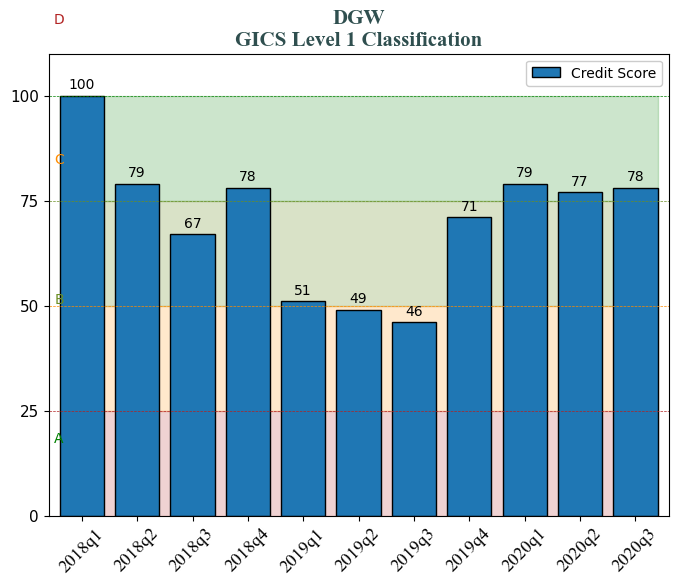 D
DGW
GICS Level 1 Classification
Credit Score
100
100
C
79
79
78
77
78
75
71
67
B
50
51
49
46
25
A
0
2018q1
2018q2
2018q3
2018q4
2019q1
2019q2
2019q3
2019q4
2020q1
2020q2
2020q3